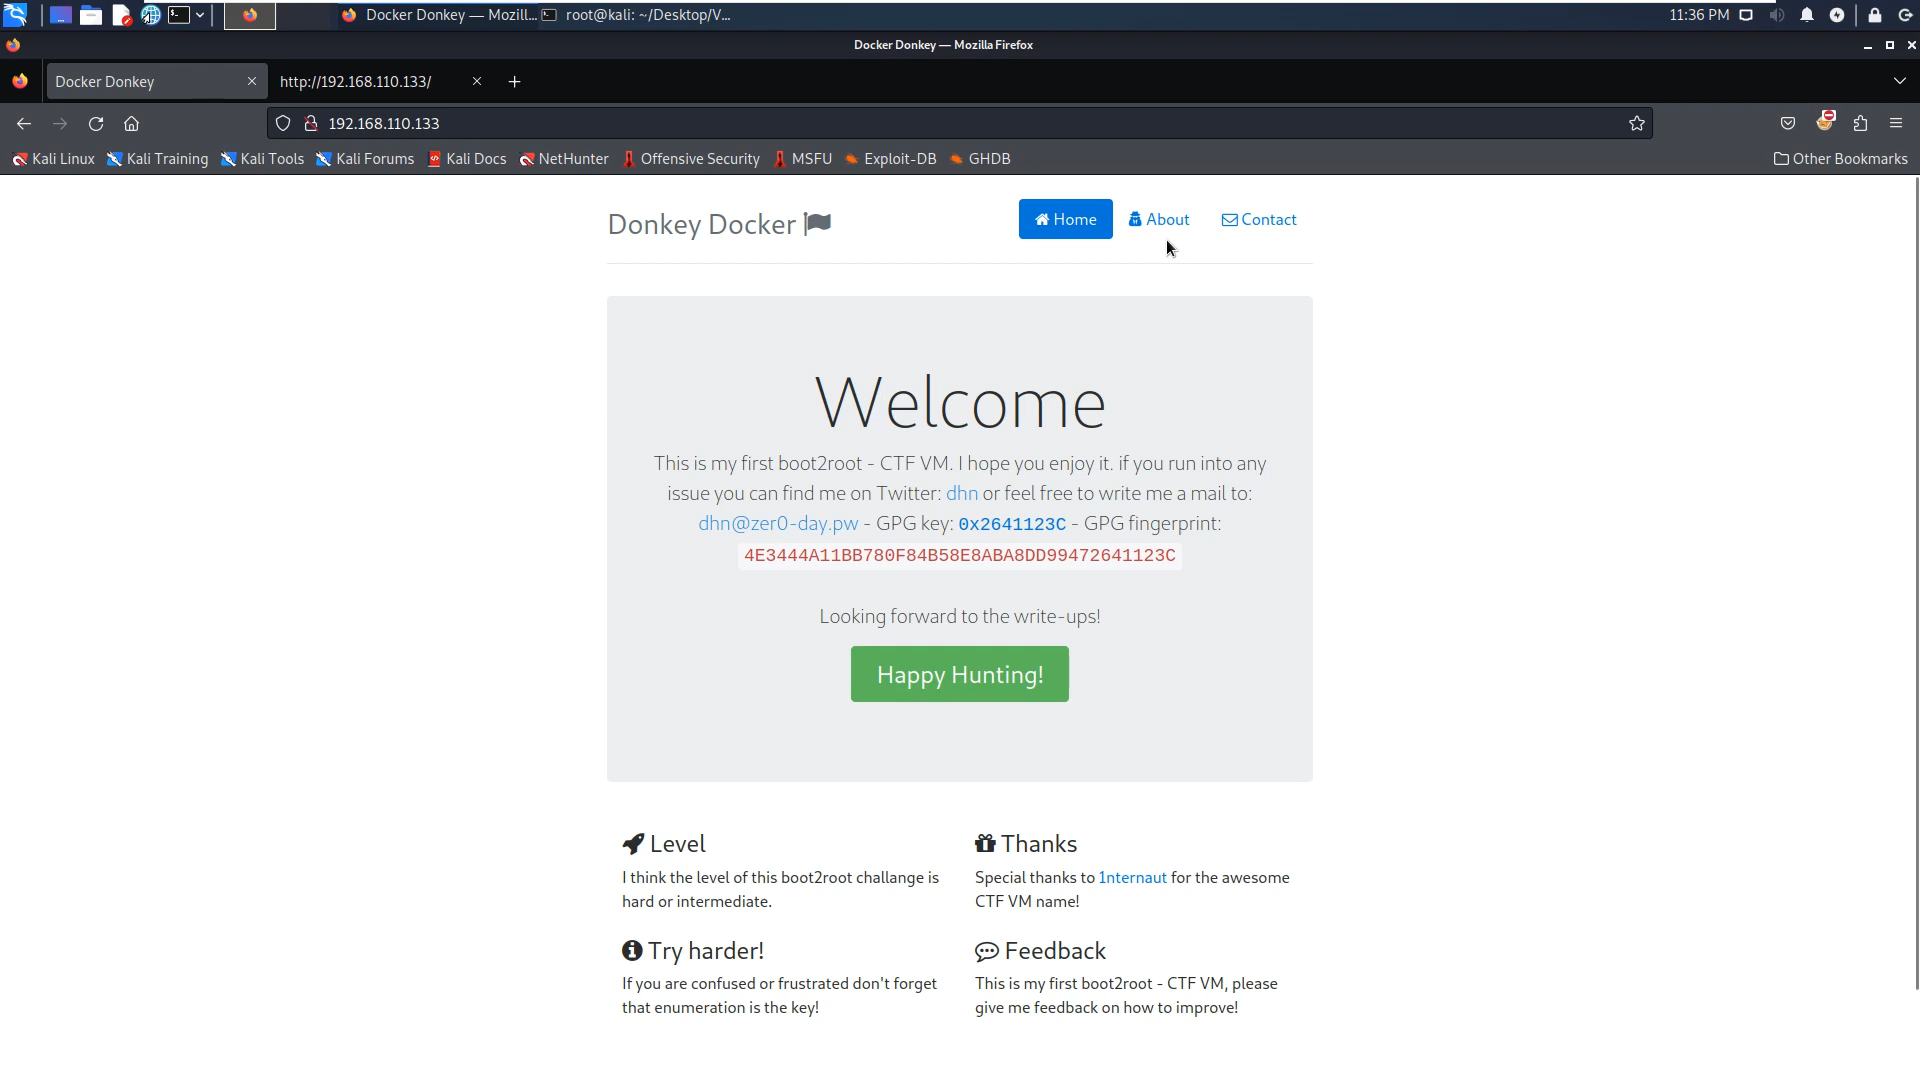 Docker Donkey — Mozill...
root@kali: ~/Desktop/V...
11:36 PM
Docker Donkey — Mozilla Firefox
Docker Donkey
http://192.168.110.133/
192.168.110.133
Kali Linux
Kali Training
Kali Tools
Kali Forums
Kali Docs
NetHunter
Offensive Security
MSFU
Exploit-DB
GHDB
Other Bookmarks
Donkey Docker
Home
About
Contact
Welcome
This is my first boot2root - CTF VM. I hope you enjoy it. if you run into any
issue you can find me on Twitter: dhn or feel free to write me a mail to:
dhn@zer0-day.pw - GPG key: 0x2641123C - GPG fingerprint:
4E3444A11BB780F84B58E8ABA8DD99472641123C
Looking forward to the write-ups!
Happy Hunting!
Level
I think the level of this boot2root challange is
hard or intermediate.
Thanks
Special thanks to 1nternaut for the awesome
CTF VM name!
Try harder!
If you are confused or frustrated don't forget
that enumeration is the key!
Feedback
This is my first boot2root - CTF VM, please
give me feedback on how to improve!